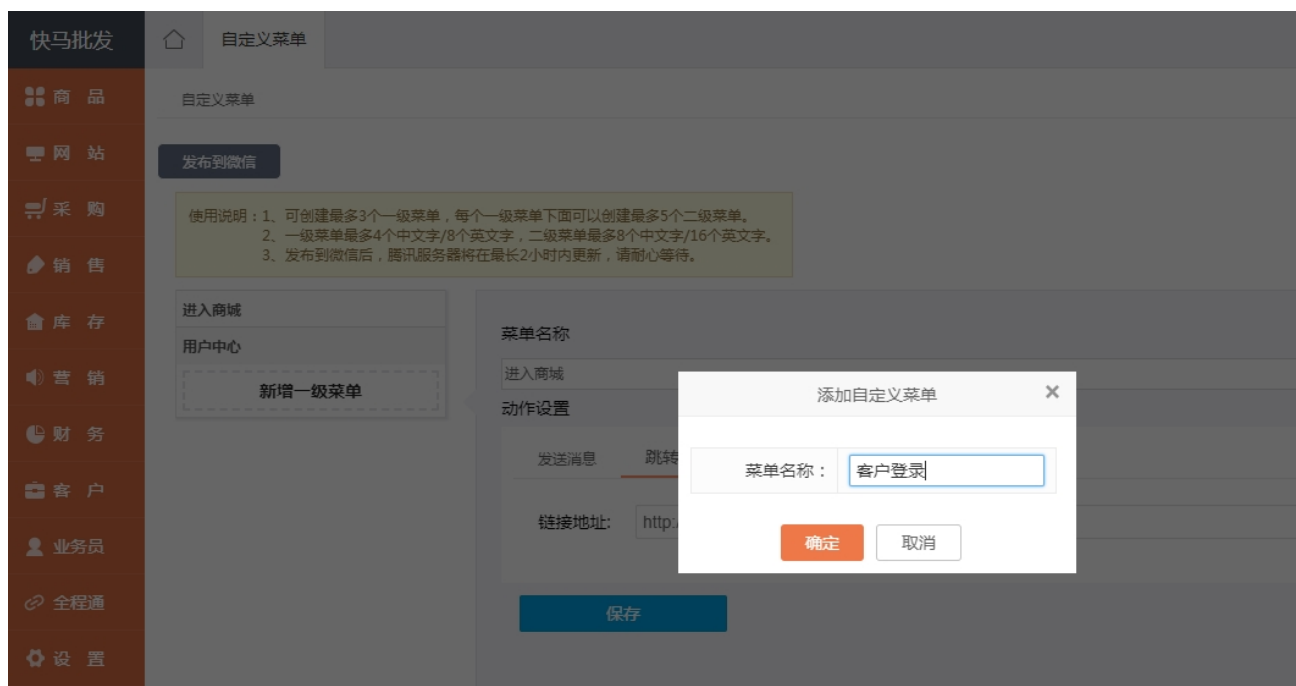 快马批发
自定义菜单
商 品
网 站
采 购
销 售
库 存
营 销
财 务
客 户
业务员
全程通
设 置
自定义菜单
发布到微信
使用说明：1、可创建最多3个一级菜单，每个一级菜单下面可以创建最多5个二级菜单。
2、一级菜单最多4个中文字/8个英文字，二级菜单最多8个中文字/16个英文字。
3、发布到微信后，腾讯服务器将在最长2小时内更新，请耐心等待。
进入商城
用户中心
新增一级菜单
菜单名称
进入商城
动作设置
发送消息 跳转
链接地址: http:
保存
添加自定义菜单
菜单名称： 客户登录
确定 取消